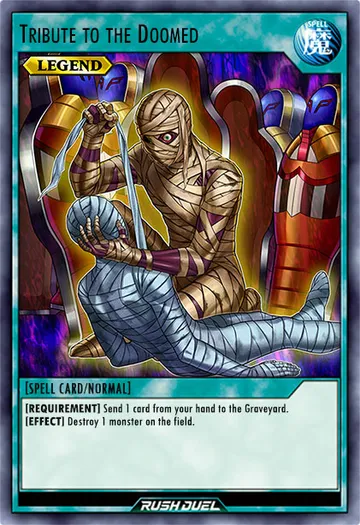 TRIBUTE TO THE DOOMED
SPELL
魔
LEGEND
[SPELL CARD/NORMAL]
[REQUIREMENT] Send 1 card from your hand to the Graveyard.
[EFFECT] Destroy 1 monster on the field.
RUSH DUEL